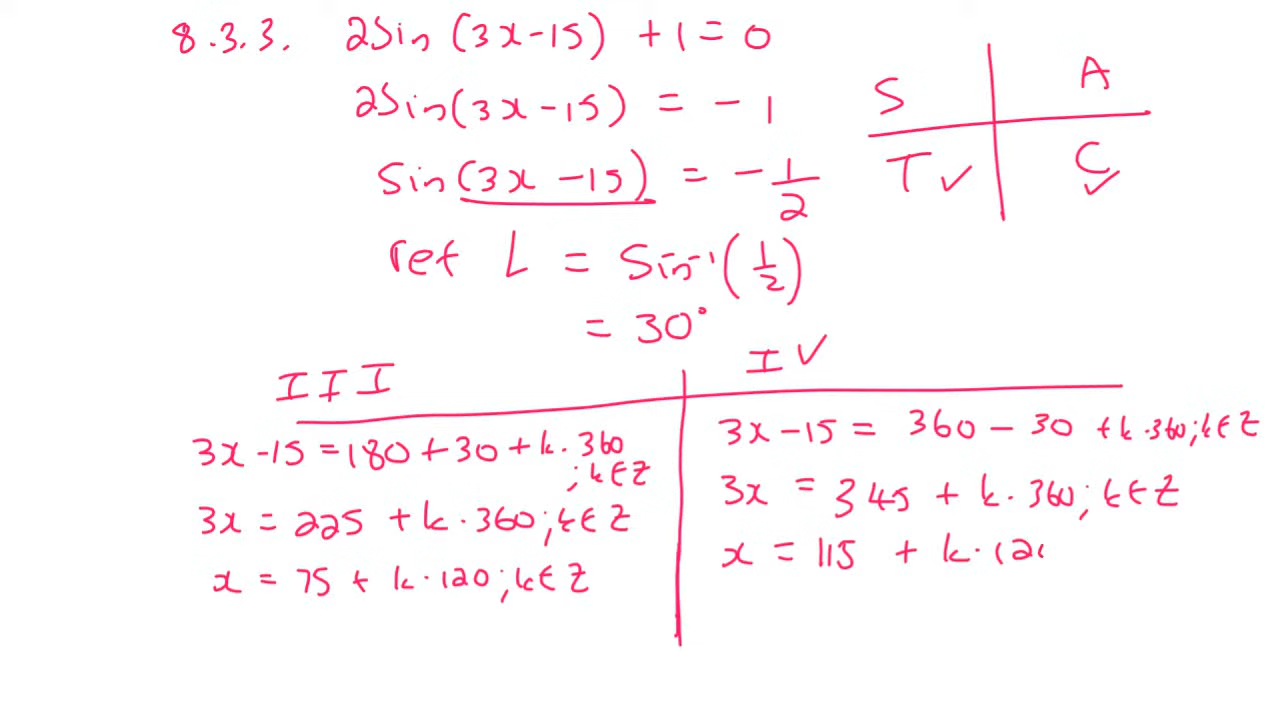 8.3.3. 2Sin (3x-15) + 1 = 0
2Sin(3x-15) = -1
Sin(3x-15) = -1/2
S A
T✓ C✓
ref L = Sin⁻¹(1/2)
= 30°
III
3x-15 = 180 + 30 + k.360
; k∈Z
3x = 225 + k.360; k∈Z
x = 75 + k.120; k∈Z
IV
3x-15 = 360 - 30 + k.360; k∈Z
3x = 345 + k.360; k∈Z
x = 115 + k.12